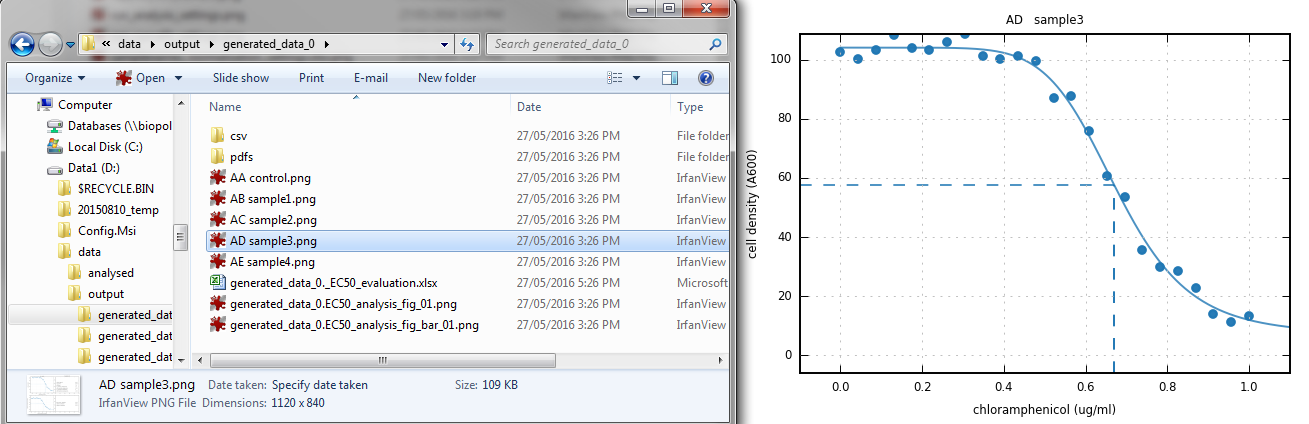 « data ▸ output ▸ generated_data_0 ▸
Search generated_data_0
Organize Open Slide show Print E-mail New folder
Computer
Databases (\\biopol
Local Disk (C:)
Data1 (D:)
$RECYCLE.BIN
20150810_temp
Config.Msi
data
analysed
output
generated_dat
generated_dat
generated_dat
Name Date Type
csv 27/05/2016 3:26 PM File folder
pdfs 27/05/2016 3:26 PM File folder
AA control.png 27/05/2016 3:26 PM IrfanView
AB sample1.png 27/05/2016 3:26 PM IrfanView
AC sample2.png 27/05/2016 3:26 PM IrfanView
AD sample3.png 27/05/2016 3:26 PM IrfanView
AE sample4.png 27/05/2016 3:26 PM IrfanView
generated_data_0._EC50_evaluation.xlsx 27/05/2016 5:26 PM Microsoft
generated_data_0.EC50_analysis_fig_01.png 27/05/2016 3:26 PM IrfanView
generated_data_0.EC50_analysis_fig_bar_01.png 27/05/2016 3:26 PM IrfanView
AD sample3.png Date taken: Specify date taken Size: 109 KB
IrfanView PNG File Dimensions: 1120 x 840
AD sample3
cell density (A600)
100
80
60
40
20
0
0.0 0.2 0.4 0.6 0.8 1.0
chloramphenicol (ug/ml)